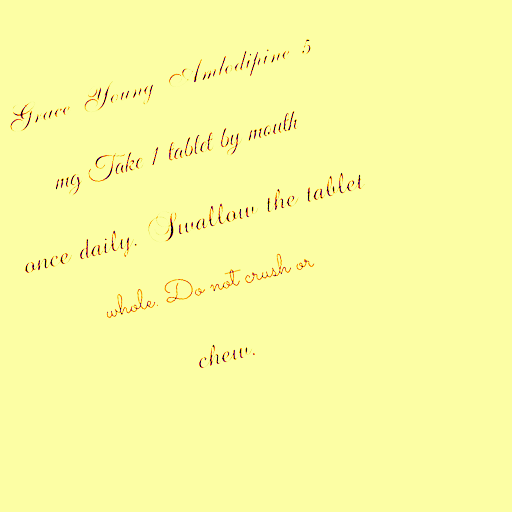 Grace Young Amlodipine 5
mg Take 1 tablet by mouth
once daily. Swallow the tablet
whole. Do not crush or
chew.